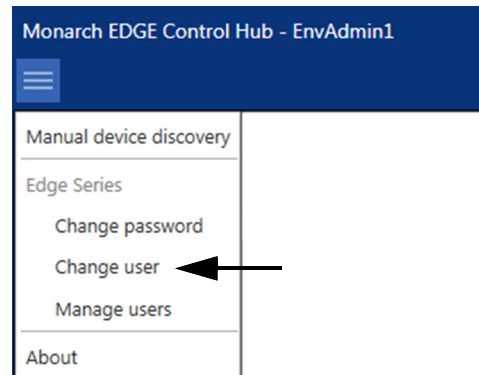 Monarch EDGE Control Hub - EnvAdmin1
Manual device discovery
Edge Series
Change password
Change user
Manage users
About